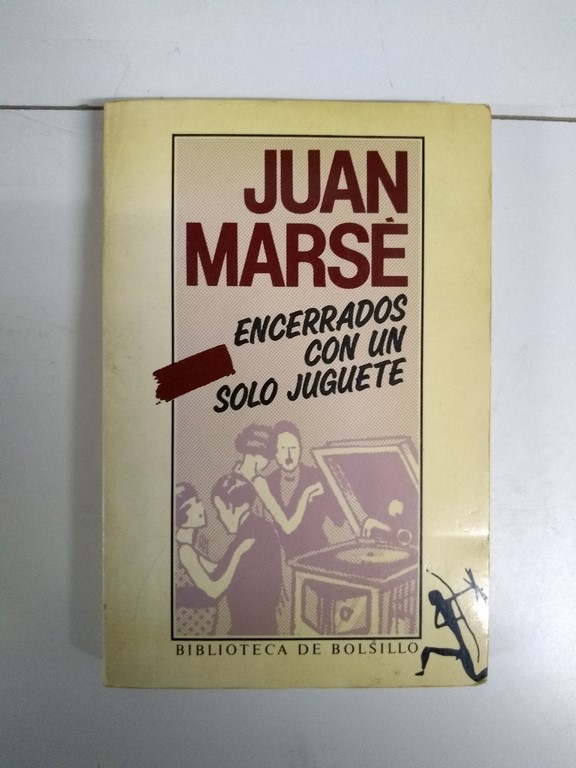 JUAN
MARSÈ
ENCERRADOS
CON UN
SOLO JUGUETE
BIBLIOTECA DE BOLSILLO